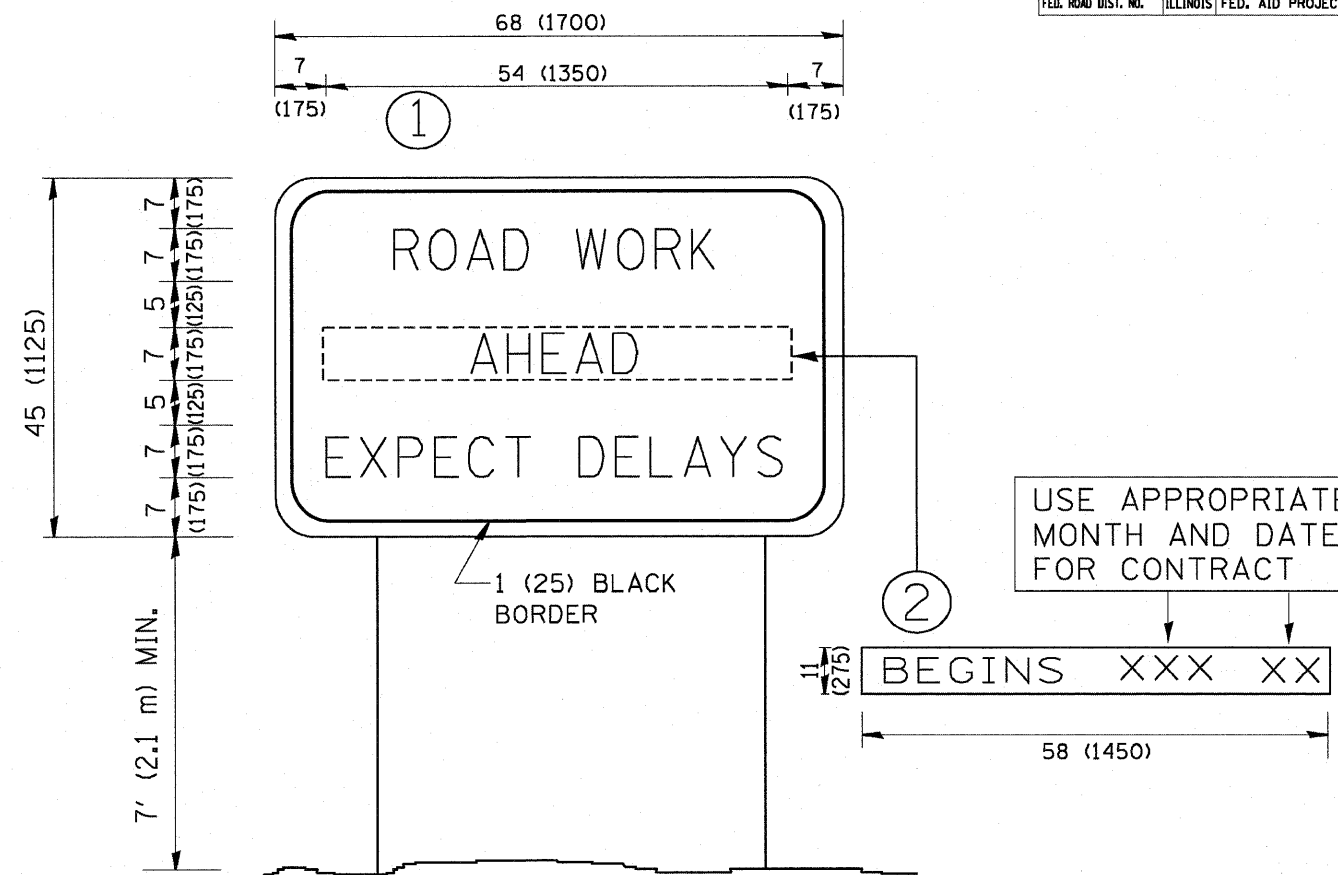 FED. ROAD DIST. NO. ILLINOIS FED. AID PROJEC
68 (1700)
7 54 (1350) 7
(175) (175)
1
45 (1125)
7 (175)
7 (175)
5 (125)
7 (175)
5 (125)
7 (175)
7 (175)
7' (2.1 m) MIN.
ROAD WORK
AHEAD
EXPECT DELAYS
1 (25) BLACK
BORDER
2
USE APPROPRIATE
MONTH AND DATE
FOR CONTRACT
11
(275)
BEGINS XXX XX
58 (1450)